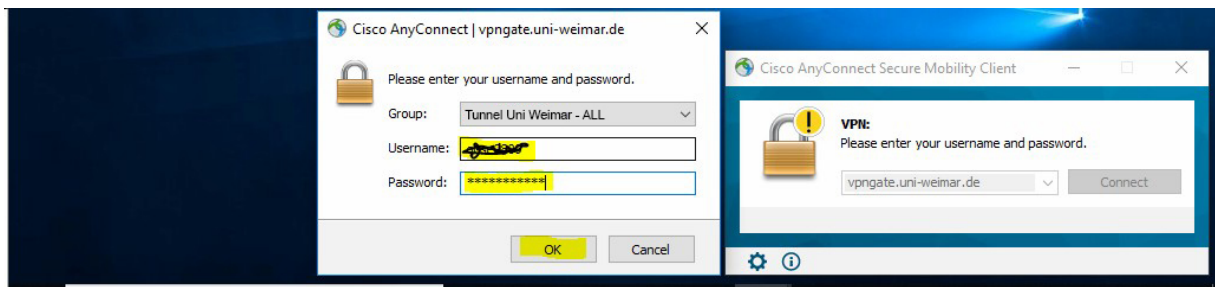 Cisco AnyConnect | vpngate.uni-weimar.de
Please enter your username and password.
Group: Tunnel Uni Weimar - ALL
Username:
Password: ***********
OK Cancel
Cisco AnyConnect Secure Mobility Client
VPN:
Please enter your username and password.
vpngate.uni-weimar.de Connect